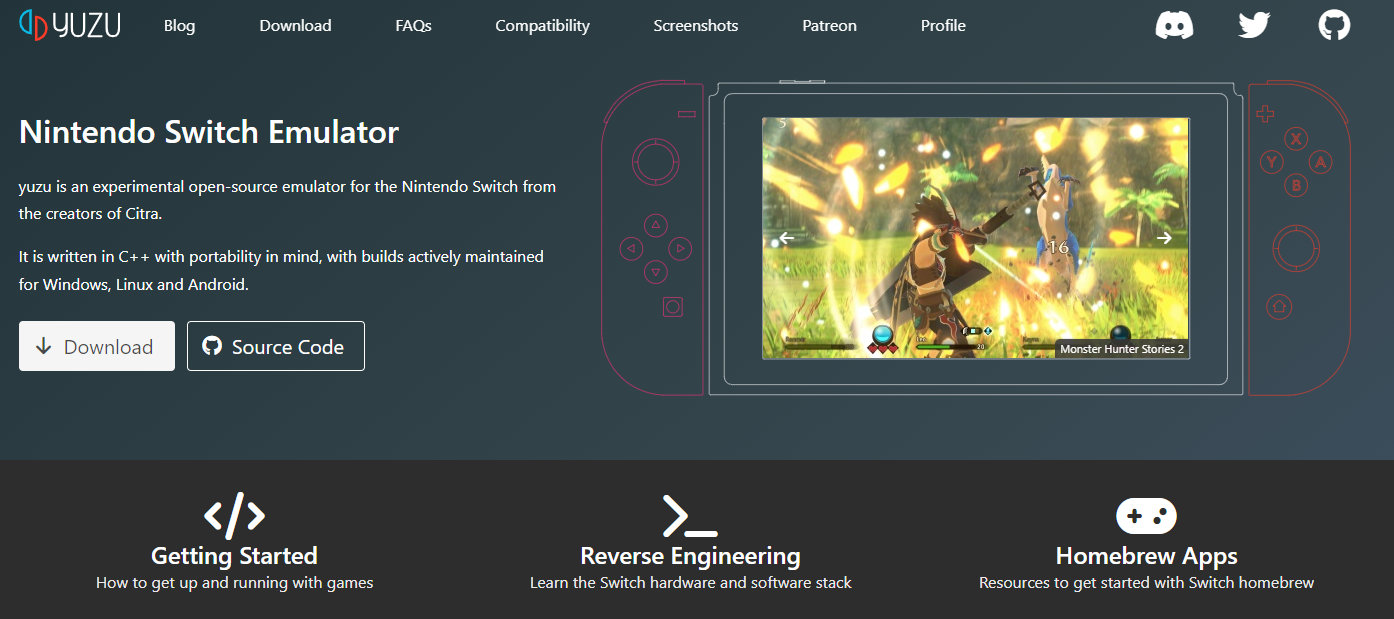 YUZU
Blog
Download
FAQs
Compatibility
Screenshots
Patreon
Profile
Nintendo Switch Emulator
yuzu is an experimental open-source emulator for the Nintendo Switch from
the creators of Citra.
It is written in C++ with portability in mind, with builds actively maintained
for Windows, Linux and Android.
Download
Source Code
5
16
20
Monster Hunter Stories 2
X
Y
A
B
Getting Started
How to get up and running with games
Reverse Engineering
Learn the Switch hardware and software stack
Homebrew Apps
Resources to get started with Switch homebrew